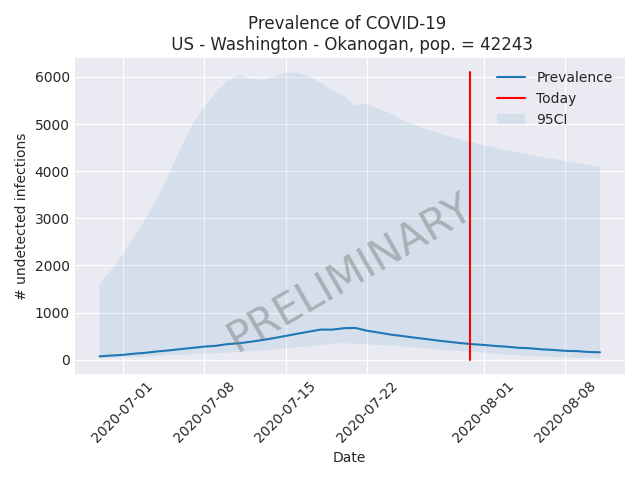 Prevalence of COVID-19
US - Washington - Okanogan, pop. = 42243
# undetected infections
6000
5000
4000
3000
2000
1000
0
Prevalence
Today
95CI
PRELIMINARY
2020-07-01
2020-07-08
2020-07-15
2020-07-22
2020-08-01
2020-08-08
Date